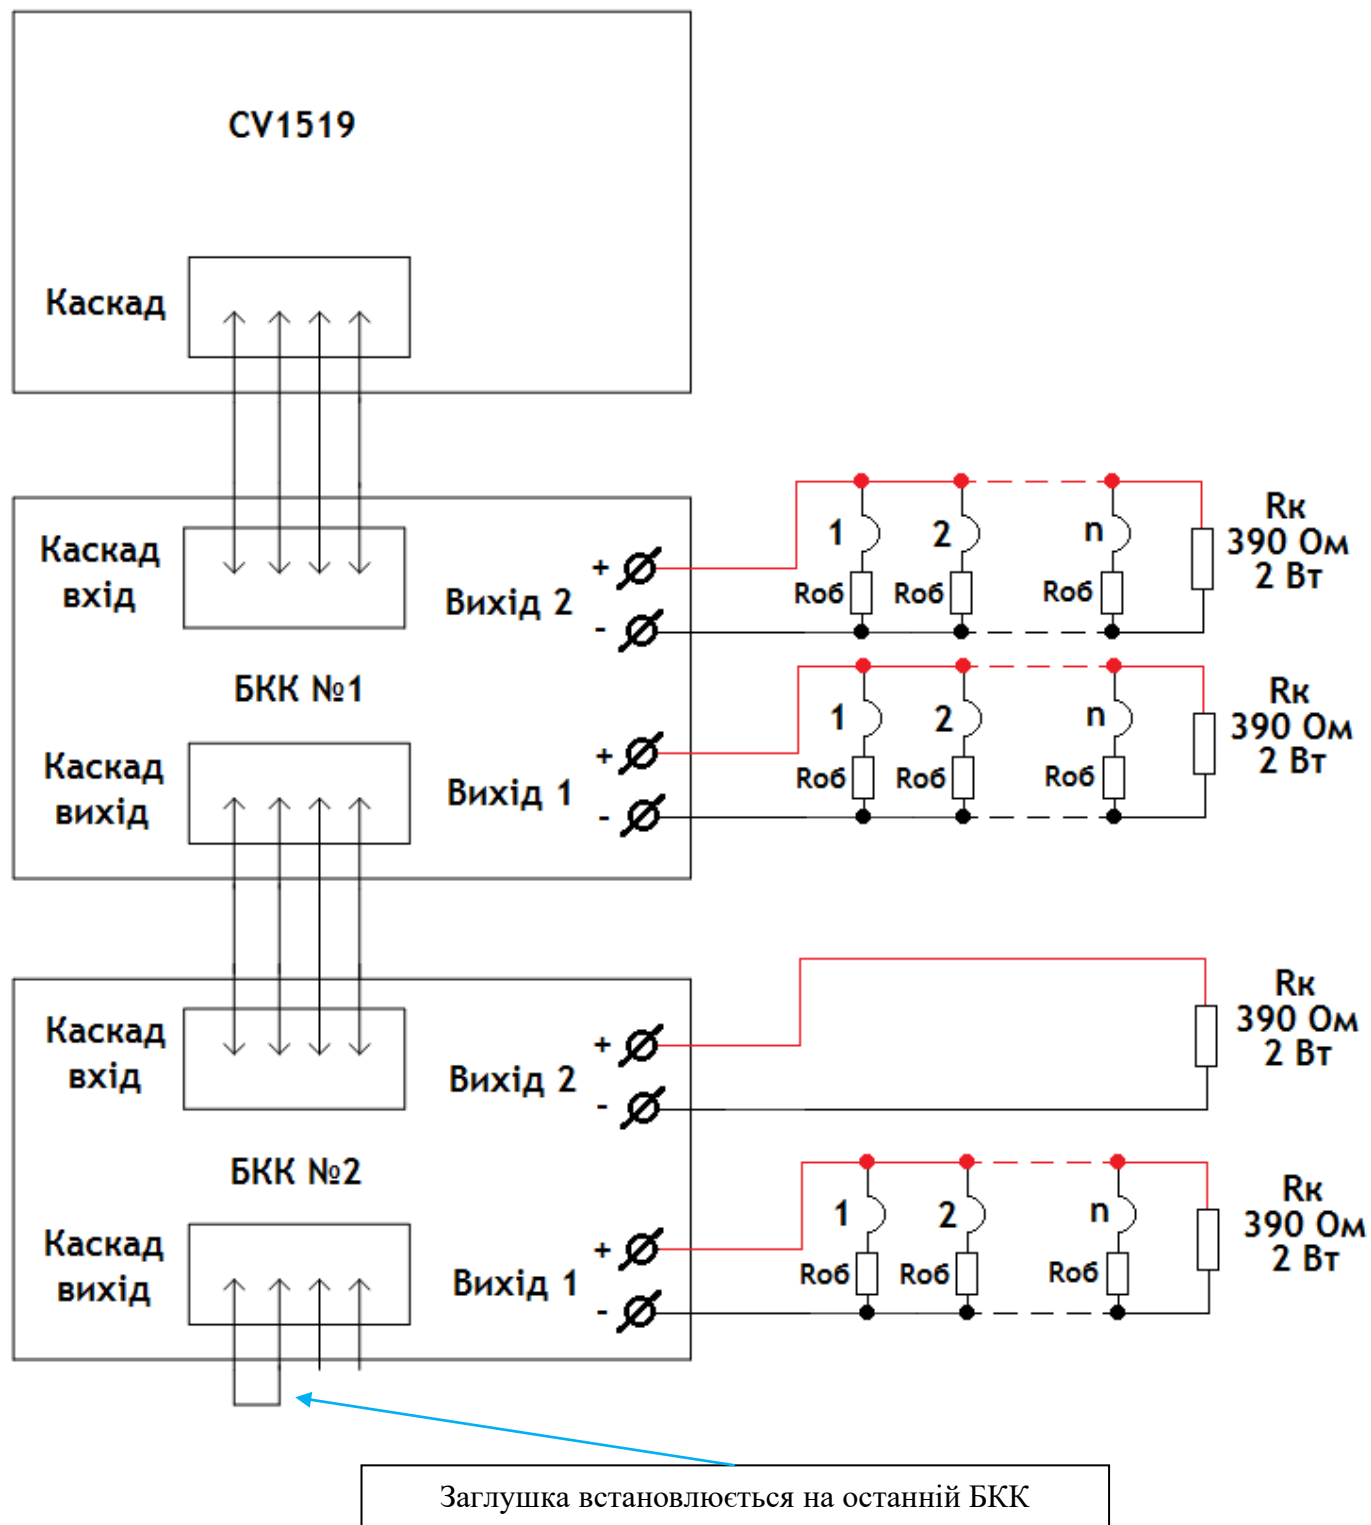 CV1519
Каскад
Каскад
вхід
Вихід 2
+
-
1
2
n
Rоб
Rоб
Rоб
Rк
390 Ом
2 Вт
БКК №1
Каскад
вихід
Вихід 1
+
-
1
2
n
Rоб
Rоб
Rоб
Rк
390 Ом
2 Вт
Каскад
вхід
Вихід 2
+
-
Rк
390 Ом
2 Вт
БКК №2
Каскад
вихід
Вихід 1
+
-
1
2
n
Rоб
Rоб
Rоб
Rк
390 Ом
2 Вт
Заглушка встановлюється на останній БКК